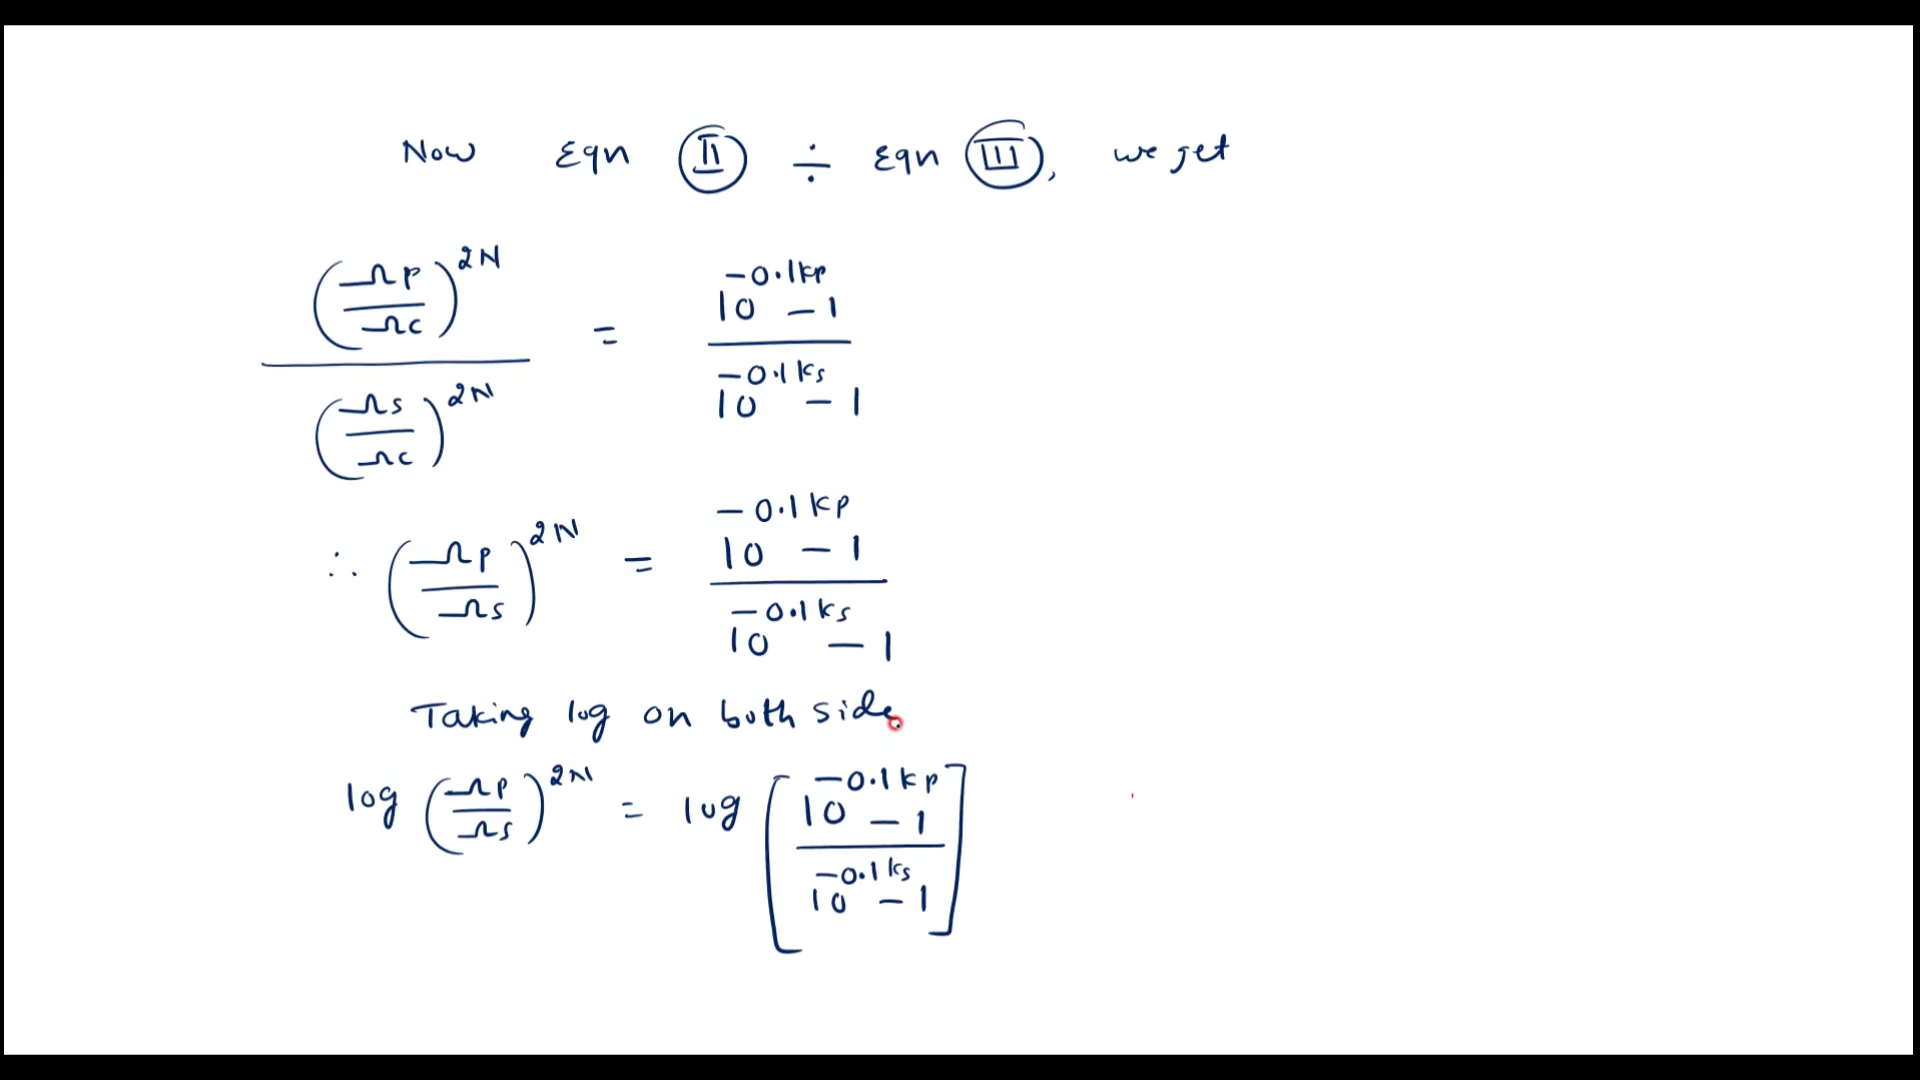 Now Eqn II ÷ Eqn III, we get
(Ωp/Ωc)^2N / (Ωs/Ωc)^2N = (10^-0.1kp - 1) / (10^-0.1ks - 1)
∴ (Ωp/Ωs)^2N = (10^-0.1kp - 1) / (10^-0.1ks - 1)
Taking log on both side
log (Ωp/Ωs)^2N = log [(10^-0.1kp - 1) / (10^-0.1ks - 1)]